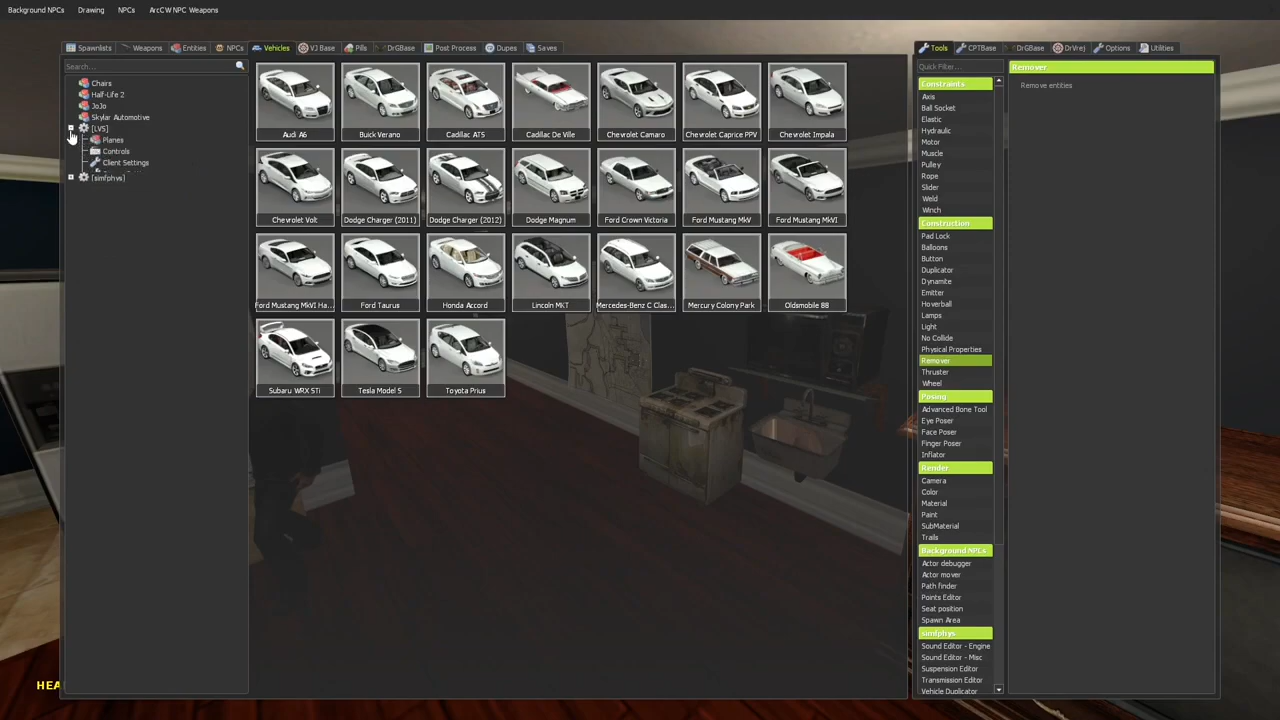 Background NPCs Drawing NPCs ArcCW NPC Weapons
Spawnlists Weapons Entities NPCs Vehicles VJ Base Pills DrGBase Post Process Dupes Saves
Search...
Chairs
Half-Life 2
JoJo
Skylar Automotive
[LVS]
Planes
Controls
Client Settings
[simfphys]
Audi A6 Buick Verano Cadillac ATS Cadillac De Ville Chevrolet Camaro Chevrolet Caprice PPV Chevrolet Impala
Chevrolet Volt Dodge Charger (2011) Dodge Charger (2012) Dodge Magnum Ford Crown Victoria Ford Mustang MkV Ford Mustang MkVI
Ford Mustang MkVI Ha... Ford Taurus Honda Accord Lincoln MKT Mercedes-Benz C Clas... Mercury Colony Park Oldsmobile 88
Subaru WRX STi Tesla Model S Toyota Prius
HEA
Tools CPTBase DrGBase DrVrej Options Utilities
Quick Filter...
Constraints
Axis
Ball Socket
Elastic
Hydraulic
Motor
Muscle
Pulley
Rope
Slider
Weld
Winch
Construction
Pad Lock
Balloons
Button
Duplicator
Dynamite
Emitter
Hoverball
Lamps
Light
No Collide
Physical Properties
Remover
Thruster
Wheel
Posing
Advanced Bone Tool
Eye Poser
Face Poser
Finger Poser
Inflator
Render
Camera
Color
Material
Paint
SubMaterial
Trails
Background NPCs
Actor debugger
Actor mover
Path finder
Points Editor
Seat position
Spawn Area
simfphys
Sound Editor - Engine
Sound Editor - Misc
Suspension Editor
Transmission Editor
Vehicle Duplicator
Remover
Remove entities